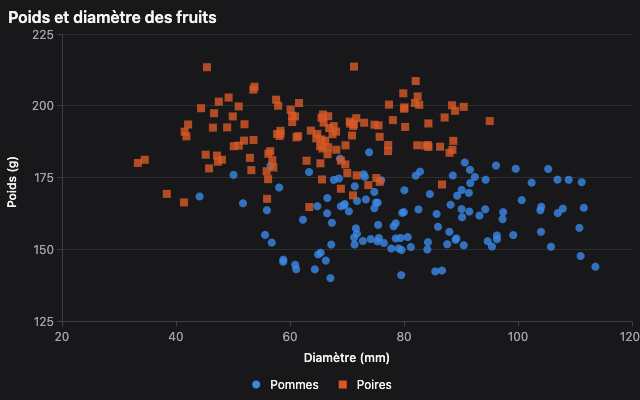 Poids et diamètre des fruits
225
200
175
150
125
Poids (g)
20 40 60 80 100 120
Diamètre (mm)
Pommes Poires